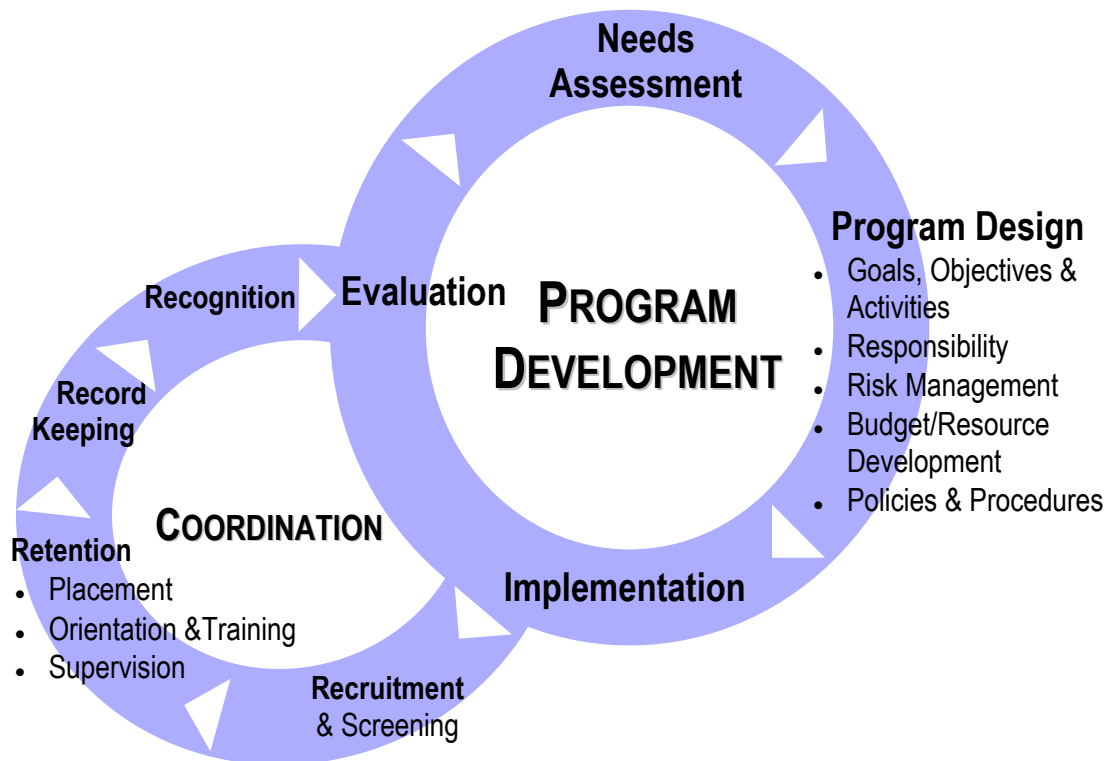 Needs
Assessment
Program Design
• Goals, Objectives &
Activities
• Responsibility
• Risk Management
• Budget/Resource
Development
• Policies & Procedures
PROGRAM
DEVELOPMENT
Evaluation
Implementation
Recognition
Record
Keeping
COORDINATION
Retention
• Placement
• Orientation &Training
• Supervision
Recruitment
& Screening